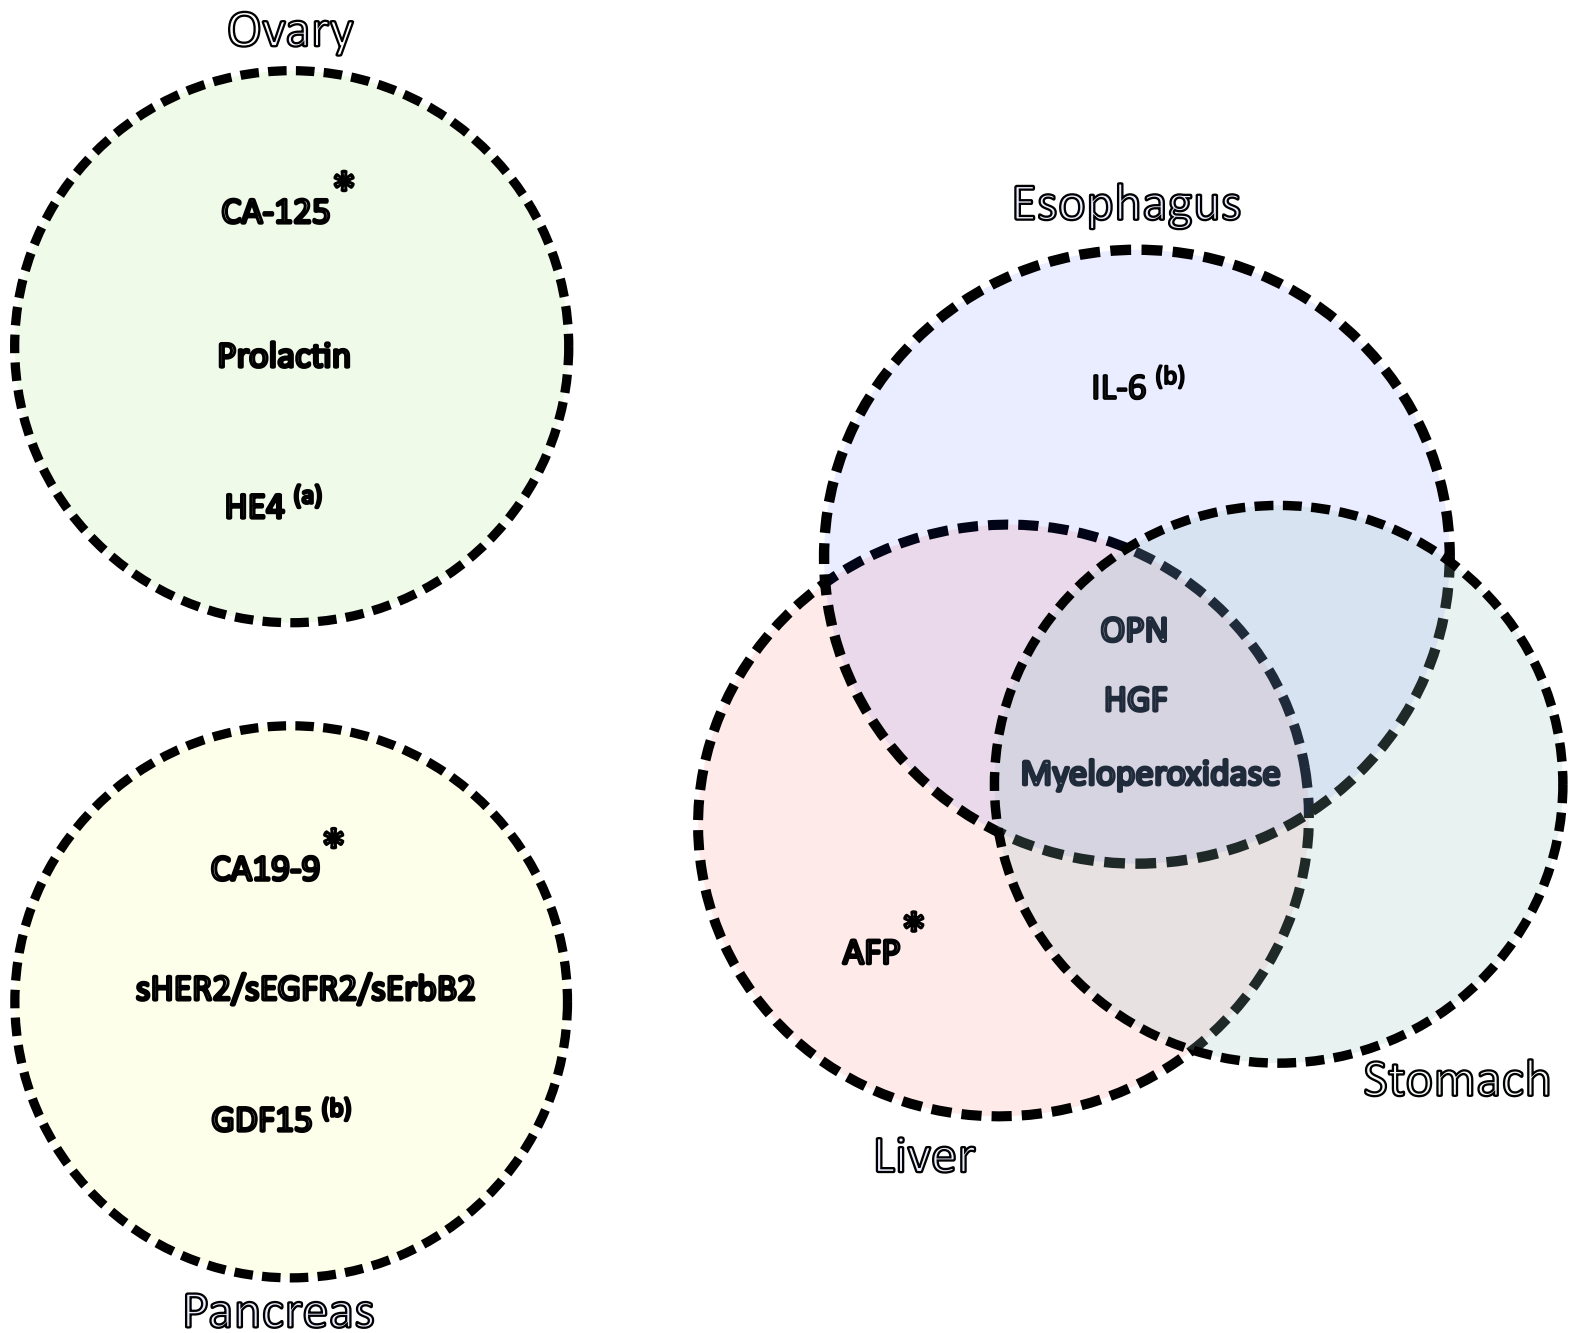 Ovary
CA-125 *
Prolactin
HE4 (a)
Pancreas
CA19-9 *
sHER2/sEGFR2/sErbB2
GDF15 (b)
Esophagus
IL-6 (b)
OPN
HGF
Myeloperoxidase
AFP *
Stomach
Liver